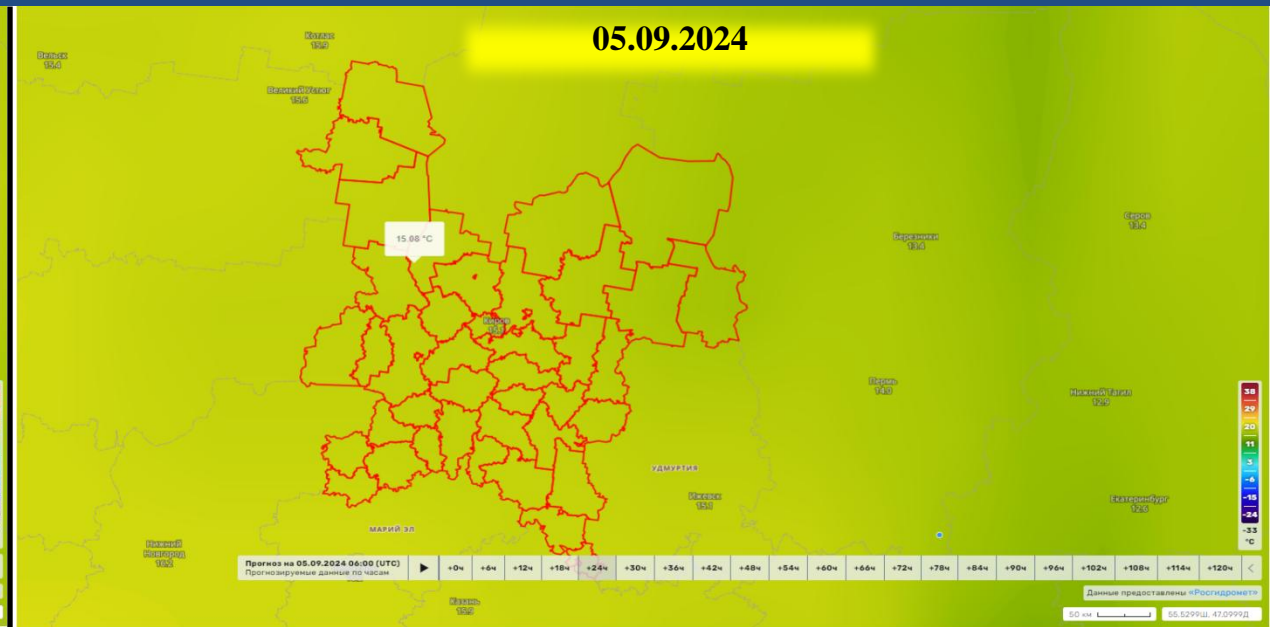 05.09.2024
Котлас
15.9
Вельск
15.4
Великий Устюг
15.6
15.08 °C
Серов
13.4
Березники
13.4
Киров
Пермь
14.0
Нижний Тагил
12.9
38
29
20
11
3
-6
-15
-24
-33
°C
УДМУРТИЯ
Ижевск
15.1
Екатеринбург
12.6
МАРИЙ ЭЛ
Нижний
Новгород
16.2
Прогноз на 05.09.2024 06:00 (UTC)
Прогнозируемые данные по часам
+0ч +6ч +12ч +18ч +24ч +30ч +36ч +42ч +48ч +54ч +60ч +66ч +72ч +78ч +84ч +90ч +96ч +102ч +108ч +114ч +120ч
Данные предоставлены «Росгидромет»
Казань
50 км
55.5299Ш, 47.0999Д